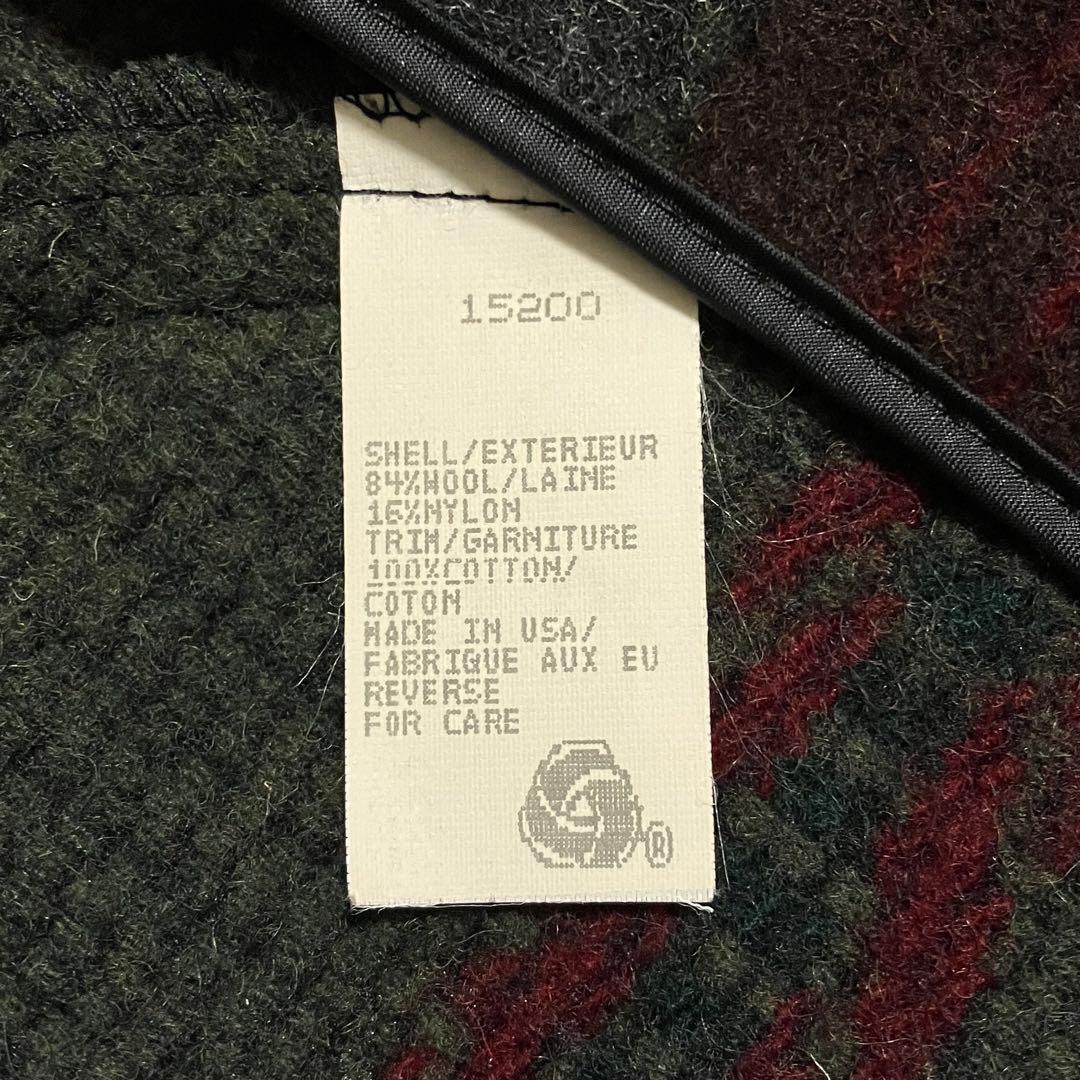 15200
SHELL/EXTERIEUR
84%WOOL/LAINE
16%NYLON
TRIM/GARNITURE
100%COTTON/
COTON
MADE IN USA/
FABRIQUE AUX EU
REVERSE
FOR CARE
®